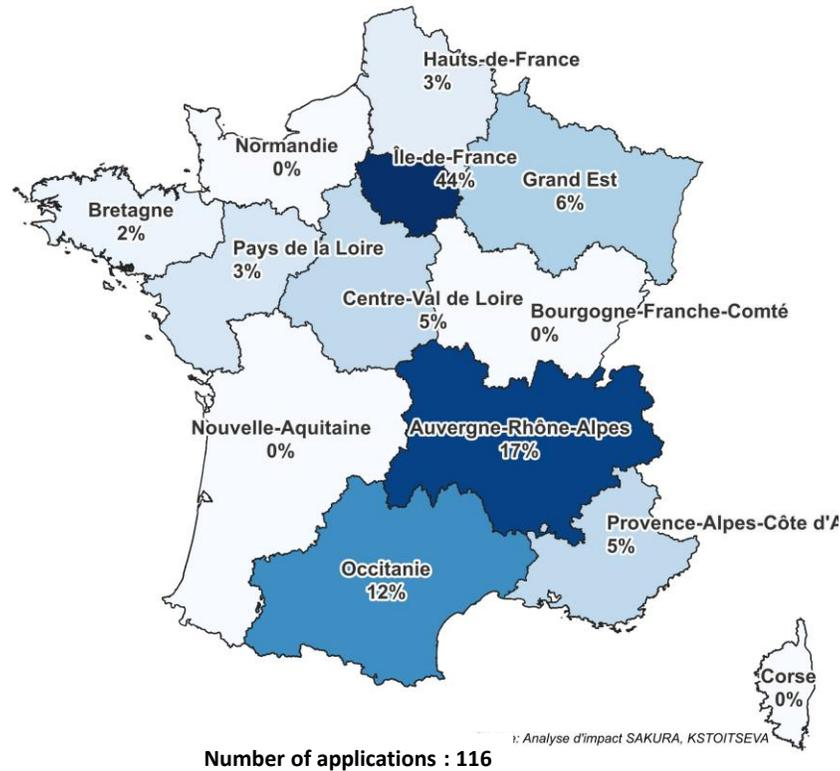 Hauts-de-France
3%
Normandie
0%
Île-de-France
44%
Grand Est
6%
Bretagne
2%
Pays de la Loire
3%
Centre-Val de Loire
5%
Bourgogne-Franche-Comté
0%
Nouvelle-Aquitaine
0%
Auvergne-Rhône-Alpes
17%
Provence-Alpes-Côte d'A
5%
Occitanie
12%
Corse
0%
: Analyse d'impact SAKURA, KSTOITSEVA
Number of applications : 116